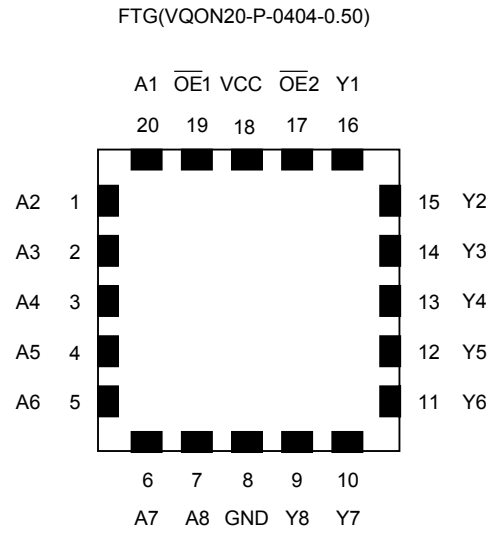 FTG(VQON20-P-0404-0.50)
A1 O̅E̅1 VCC O̅E̅2 Y1
20 19 18 17 16
A2 1 15 Y2
A3 2 14 Y3
A4 3 13 Y4
A5 4 12 Y5
A6 5 11 Y6
6 7 8 9 10
A7 A8 GND Y8 Y7